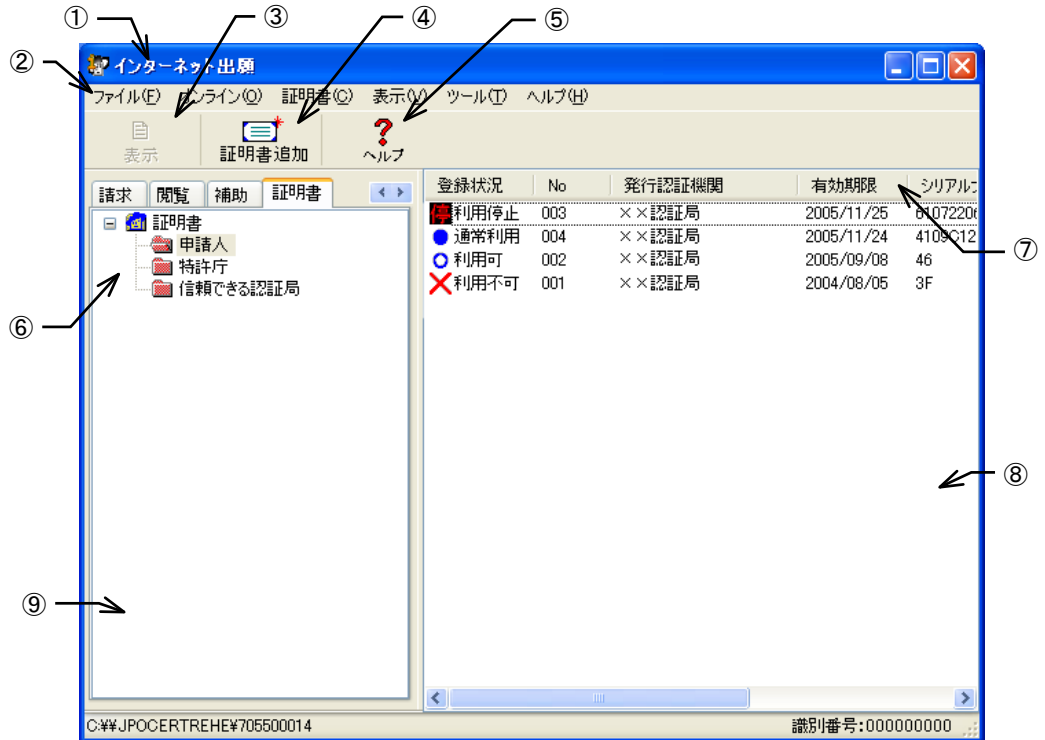 ① ③ ④ ⑤
② インターネット出願
ファイル(F) オンライン(O) 証明書(C) 表示(V) ツール(T) ヘルプ(H)
表示 証明書追加 ヘルプ
請求 閲覧 補助 証明書
登録状況 No 発行認証機関 有効期限
証明書
申請人
特許庁
信頼できる認証局
停 利用停止 003 ××認証局 2005/11/25 6107220
通常利用 004 ××認証局 2005/11/24 4109C12
利用可 002 ××認証局 2005/09/08 46
利用不可 001 ××認証局 2004/08/05 3F
⑦
⑥
⑧
⑨
C:¥¥JPOCERTREHE¥705500014 識別番号:000000000